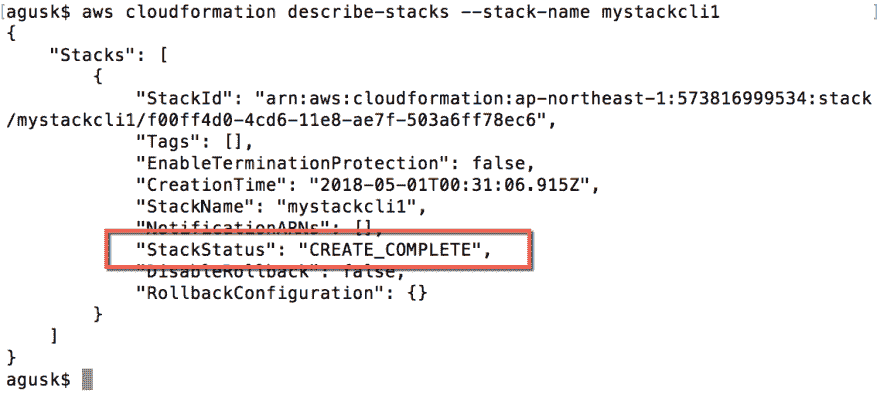 [agusk$ aws cloudformation describe-stacks --stack-name mystackcli1 ]
{
    "Stacks": [
        {
            "StackId": "arn:aws:cloudformation:ap-northeast-1:573816999534:stack
/mystackcli1/f00ff4d0-4cd6-11e8-ae7f-503a6ff78ec6",
            "Tags": [],
            "EnableTerminationProtection": false,
            "CreationTime": "2018-05-01T00:31:06.915Z",
            "StackName": "mystackcli1",
            "NotificationARNs": [],
            "StackStatus": "CREATE_COMPLETE",
            "DisableRollback": false,
            "RollbackConfiguration": {}
        }
    ]
}
agusk$